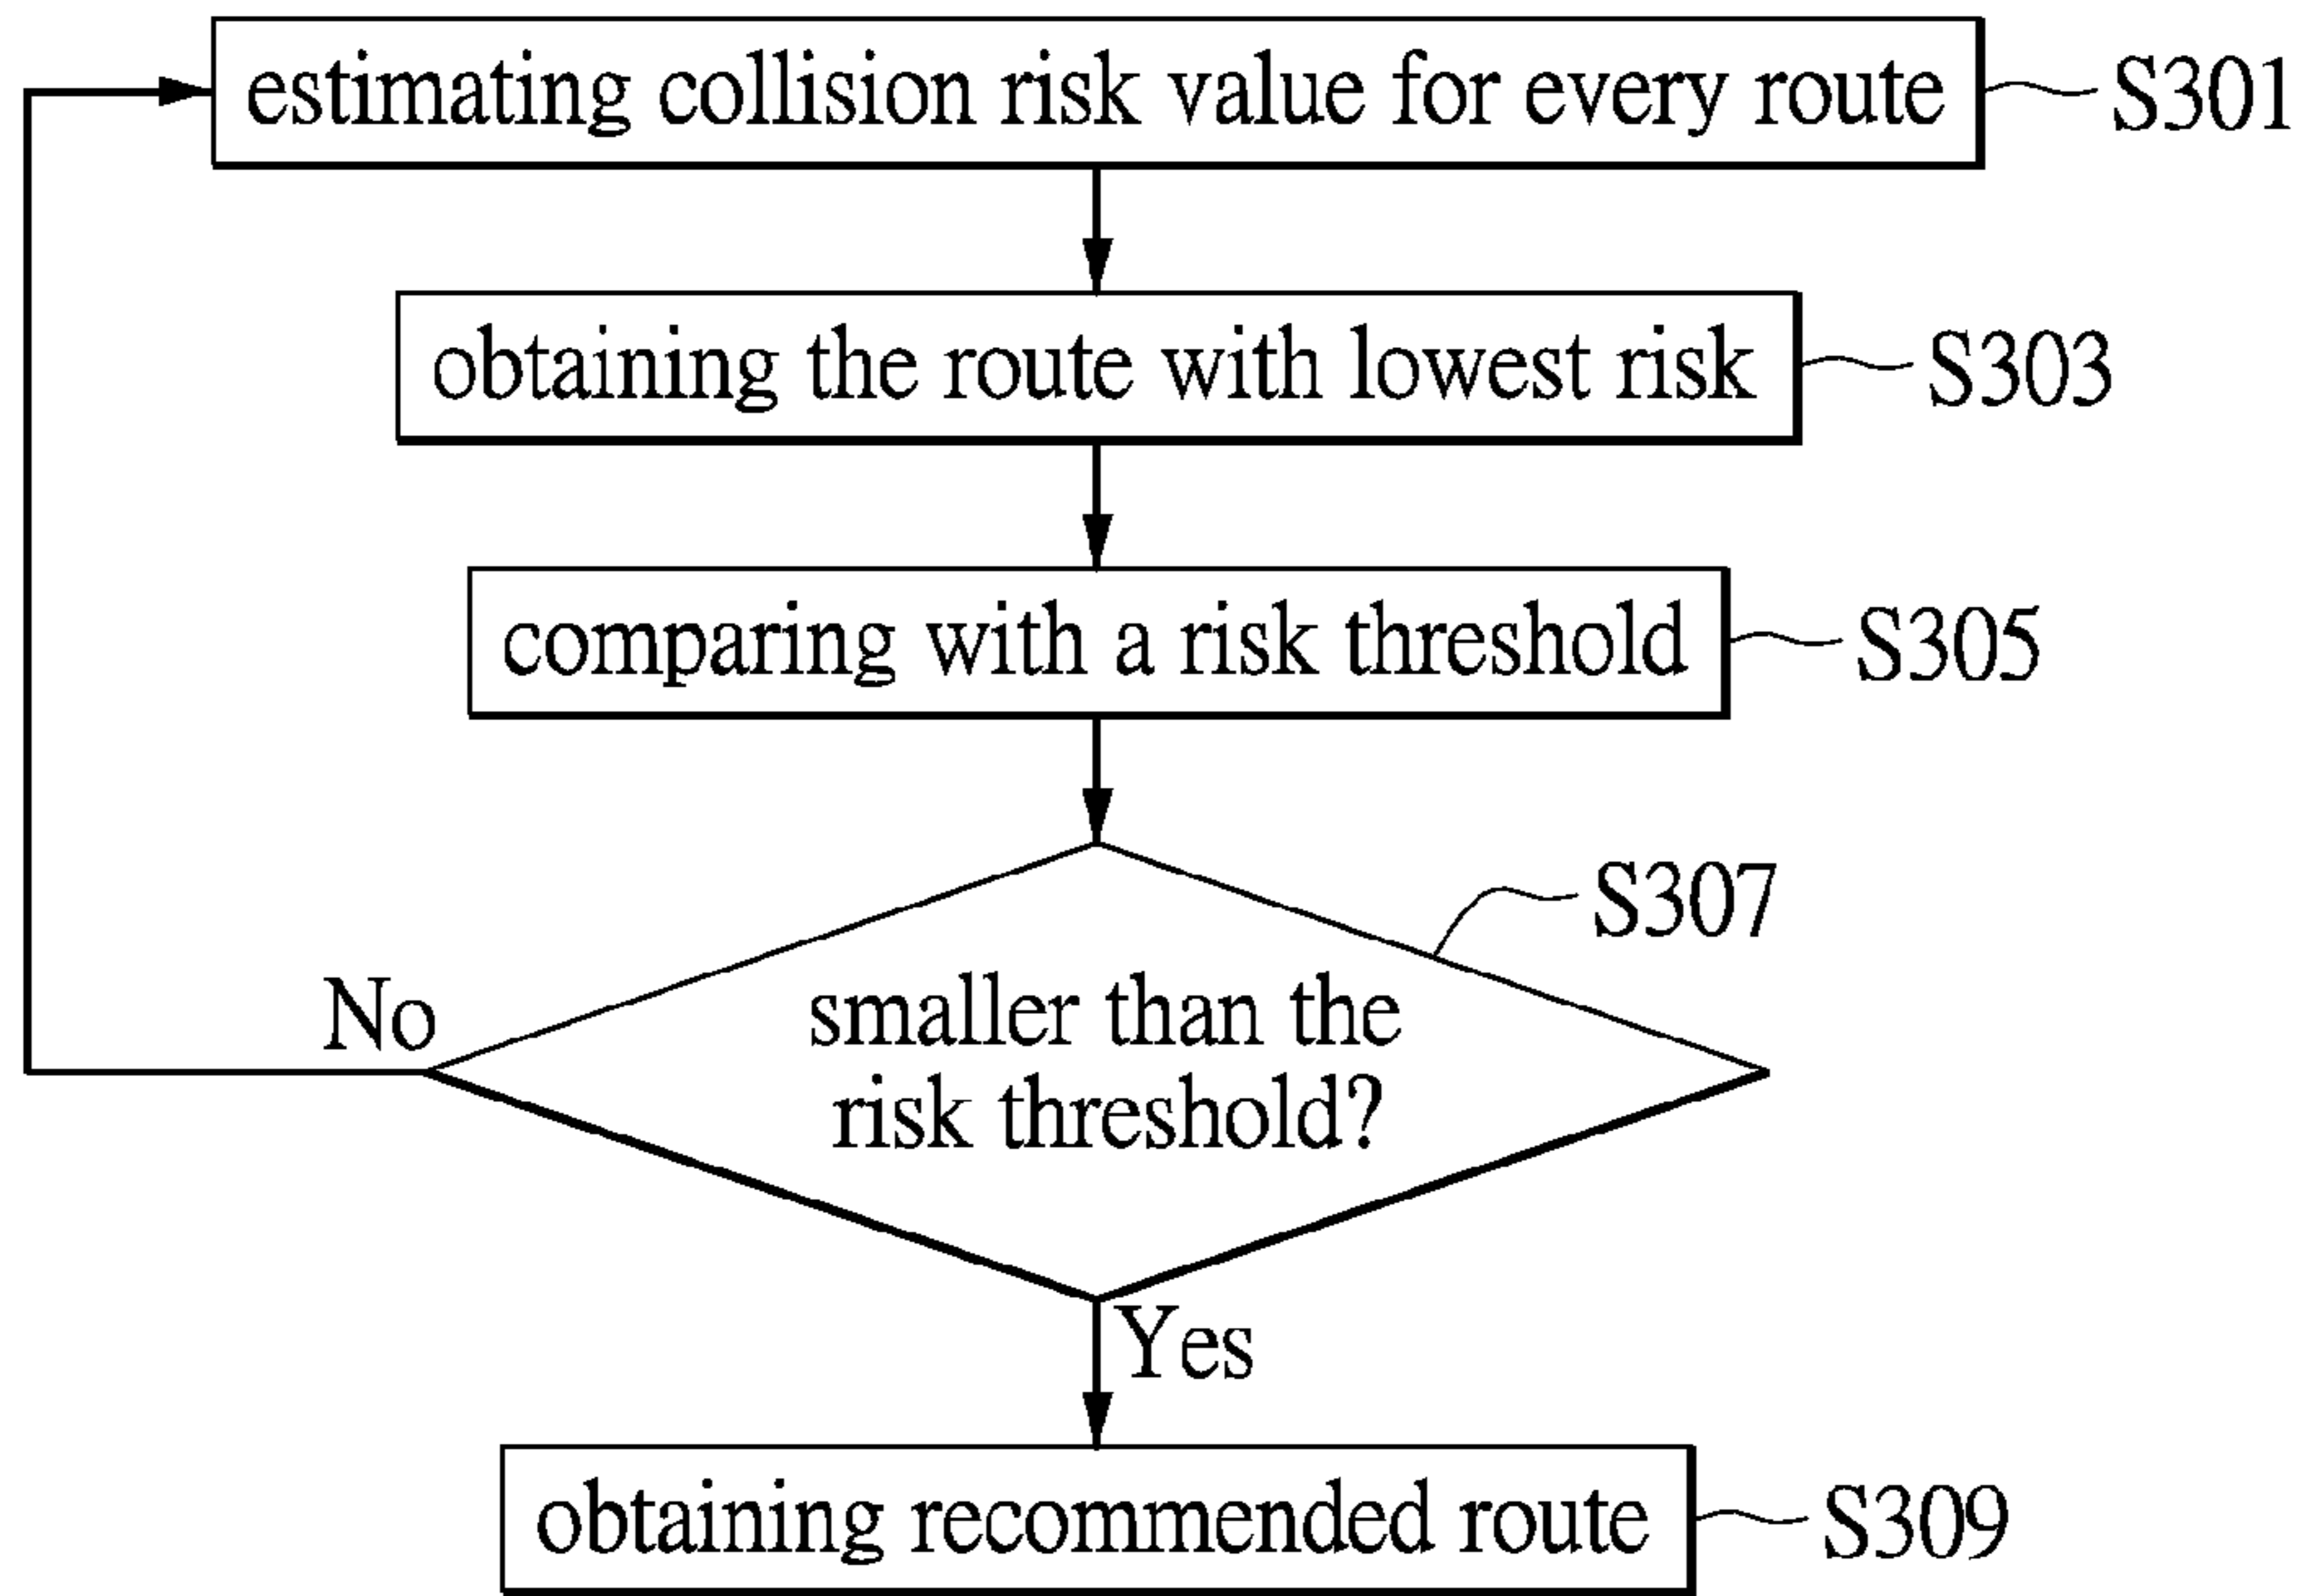 estimating collision risk value for every route
S301
obtaining the route with lowest risk
S303
comparing with a risk threshold
S305
S307
smaller than the
risk threshold?
No
Yes
obtaining recommended route
S309